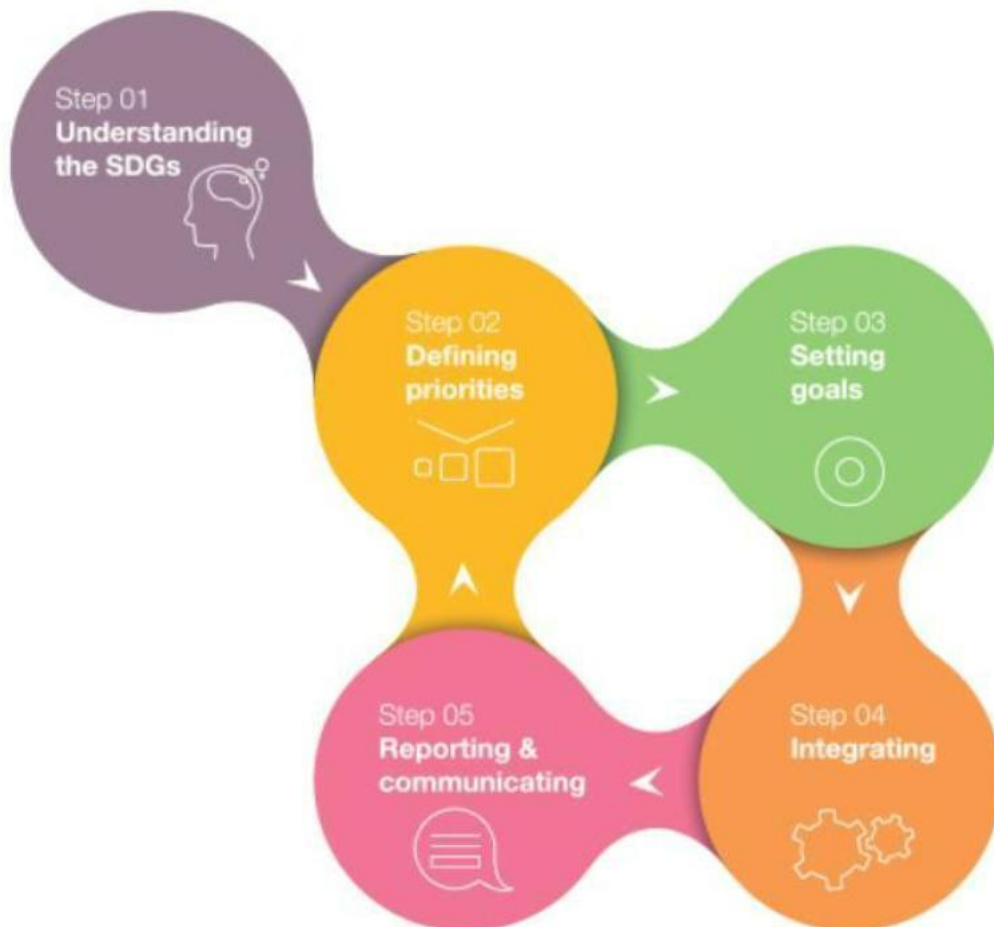 Step 01
Understanding
the SDGs
Step 02
Defining
priorities
Step 03
Setting
goals
Step 04
Integrating
Step 05
Reporting &
communicating